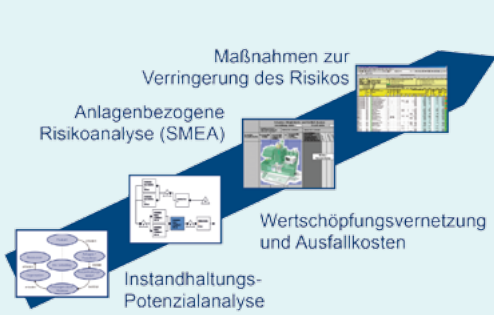 Maßnahmen zur
Verringerung des Risikos
Anlagenbezogene
Risikoanalyse (SMEA)
Wertschöpfungsvernetzung
und Ausfallkosten
Instandhaltungs-
Potenzialanalyse